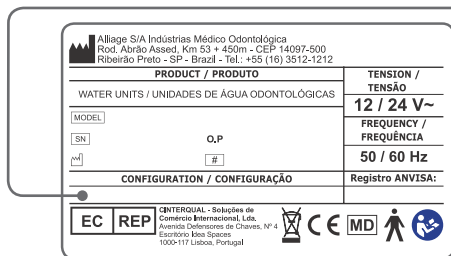 Alliage S/A Indústrias Médico Odontológica
Rod. Abrão Assed, Km 53 + 450m - CEP 14097-500
Ribeirão Preto - SP - Brazil - Tel.: +55 (16) 3512-1212
PRODUCT / PRODUTO
WATER UNITS / UNIDADES DE ÁGUA ODONTOLÓGICAS
MODEL
SN
O.P
#
CONFIGURATION / CONFIGURAÇÃO
TENSION /
TENSÃO
12 / 24 V~
FREQUENCY /
FREQUÊNCIA
50 / 60 Hz
Registro ANVISA:
EC REP
CINTERQUAL - Soluções de
Comércio Internacional, Lda.
Avenida Defensores de Chaves, Nº 4
Escritório Idea Spaces
1000-117 Lisboa, Portugal
CE
MD